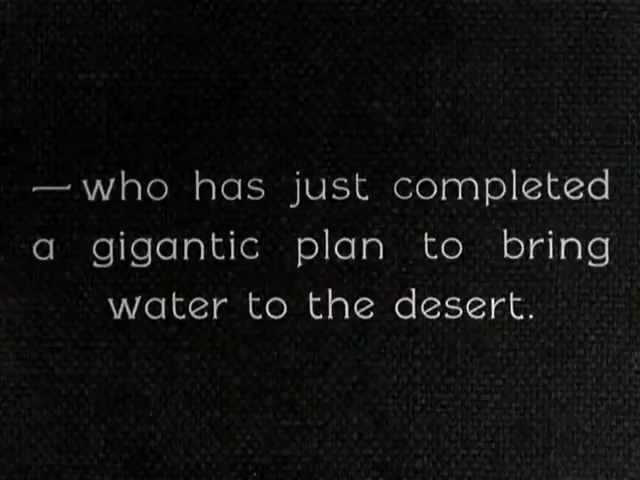 —who has just completed
a gigantic plan to bring
water to the desert.